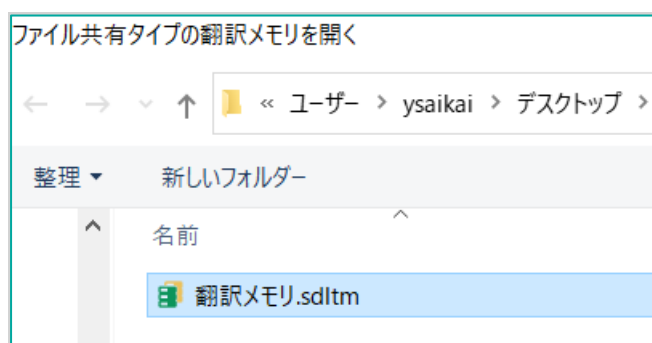 ファイル共有タイプの翻訳メモリを開く
« ユーザー > ysaikai > デスクトップ >
整理 新しいフォルダー
名前
翻訳メモリ.sdltm